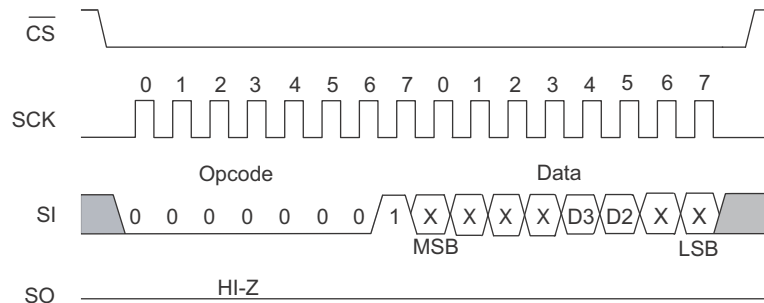 CS
0 1 2 3 4 5 6 7 0 1 2 3 4 5 6 7
SCK
Opcode Data
SI 0 0 0 0 0 0 0 1 X X X X D3 D2 X X
MSB LSB
HI-Z
SO